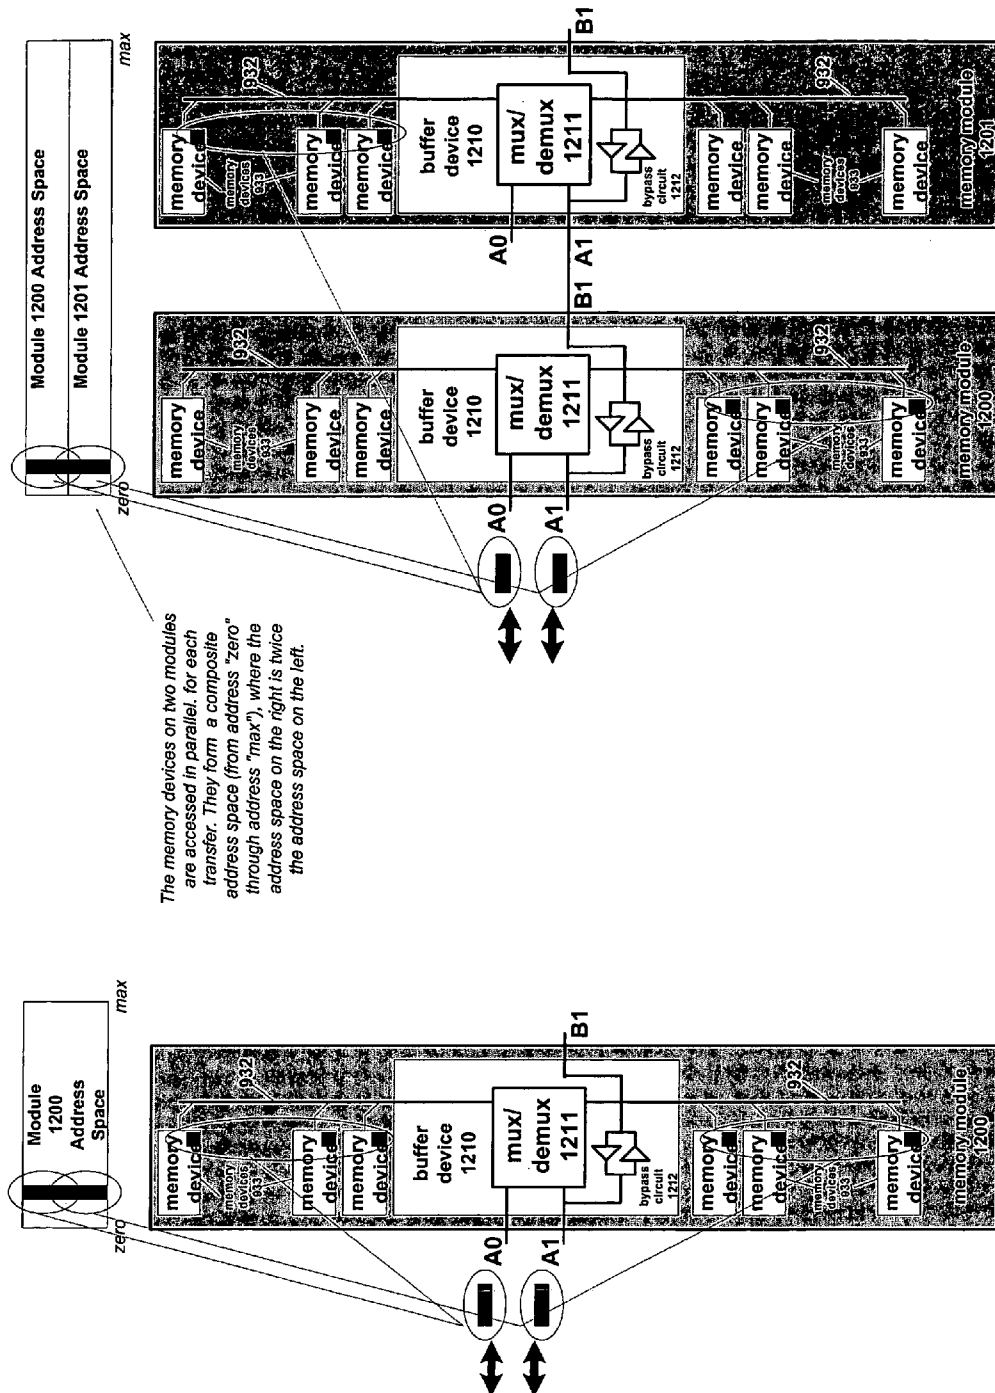 Module
1200
Address
Space
zero
max
A0
A1
B1
932
memory
device
memory
devices
933
memory
device
memory
device
buffer
device
1210
mux/
demux
1211
bypass
circuit
1212
932
memory
device
memory
device
memory
devices
933
memory
device
memory module
1200
The memory devices on two modules
are accessed in parallel. for each
transfer. They form a composite
address space (from address "zero"
through address "max"), where the
address space on the right is twice
the address space on the left.
Module 1200 Address Space
Module 1201 Address Space
zero
max
A0
A1
B1
932
memory
device
memory
devices
933
memory
device
memory
device
buffer
device
1210
mux/
demux
1211
bypass
circuit
1212
932
memory
device
memory
device
memory
devices
933
memory
device
memory module
1200
A0
A1
B1
932
memory
device
memory
devices
933
memory
device
memory
device
buffer
device
1210
mux/
demux
1211
bypass
circuit
1212
932
memory
device
memory
device
memory
devices
933
memory
device
memory module
1201